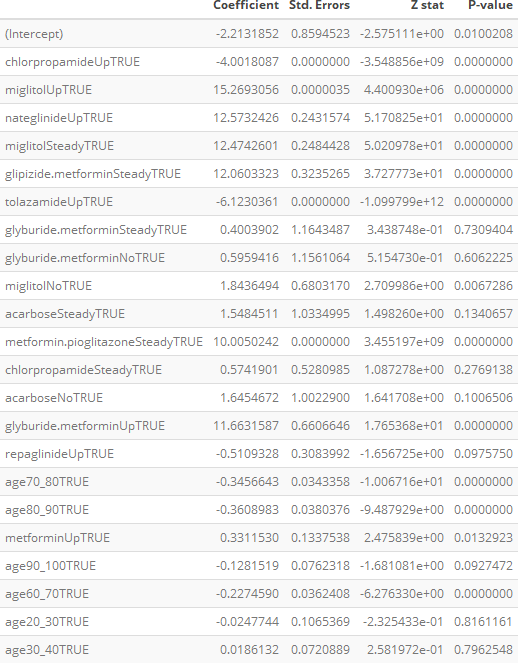 Coefficient Std. Errors Z stat P-value
(Intercept) -2.2131852 0.8594523 -2.575111e+00 0.0100208
chlorpropamideUpTRUE -4.0018087 0.0000000 -3.548856e+09 0.0000000
miglitolUpTRUE 15.2693056 0.0000035 4.400930e+06 0.0000000
nateglinideUpTRUE 12.5732426 0.2431574 5.170825e+01 0.0000000
miglitolSteadyTRUE 12.4742601 0.2484428 5.020978e+01 0.0000000
glipizide.metforminSteadyTRUE 12.0603323 0.3235265 3.727773e+01 0.0000000
tolazamideUpTRUE -6.1230361 0.0000000 -1.099799e+12 0.0000000
glyburide.metforminSteadyTRUE 0.4003902 1.1643487 3.438748e-01 0.7309404
glyburide.metforminNoTRUE 0.5959416 1.1561064 5.154730e-01 0.6062225
miglitolNoTRUE 1.8436494 0.6803170 2.709986e+00 0.0067286
acarboseSteadyTRUE 1.5484511 1.0334995 1.498260e+00 0.1340657
metformin.pioglitazoneSteadyTRUE 10.0050242 0.0000000 3.455197e+09 0.0000000
chlorpropamideSteadyTRUE 0.5741901 0.5280985 1.087278e+00 0.2769138
acarboseNoTRUE 1.6454672 1.0022900 1.641708e+00 0.1006506
glyburide.metforminUpTRUE 11.6631587 0.6606646 1.765368e+01 0.0000000
repaglinideUpTRUE -0.5109328 0.3083992 -1.656725e+00 0.0975750
age70_80TRUE -0.3456643 0.0343358 -1.006716e+01 0.0000000
age80_90TRUE -0.3608983 0.0380376 -9.487929e+00 0.0000000
metforminUpTRUE 0.3311530 0.1337538 2.475839e+00 0.0132923
age90_100TRUE -0.1281519 0.0762318 -1.681081e+00 0.0927472
age60_70TRUE -0.2274590 0.0362408 -6.276330e+00 0.0000000
age20_30TRUE -0.0247744 0.1065369 -2.325433e-01 0.8161161
age30_40TRUE 0.0186132 0.0720889 2.581972e-01 0.7962548